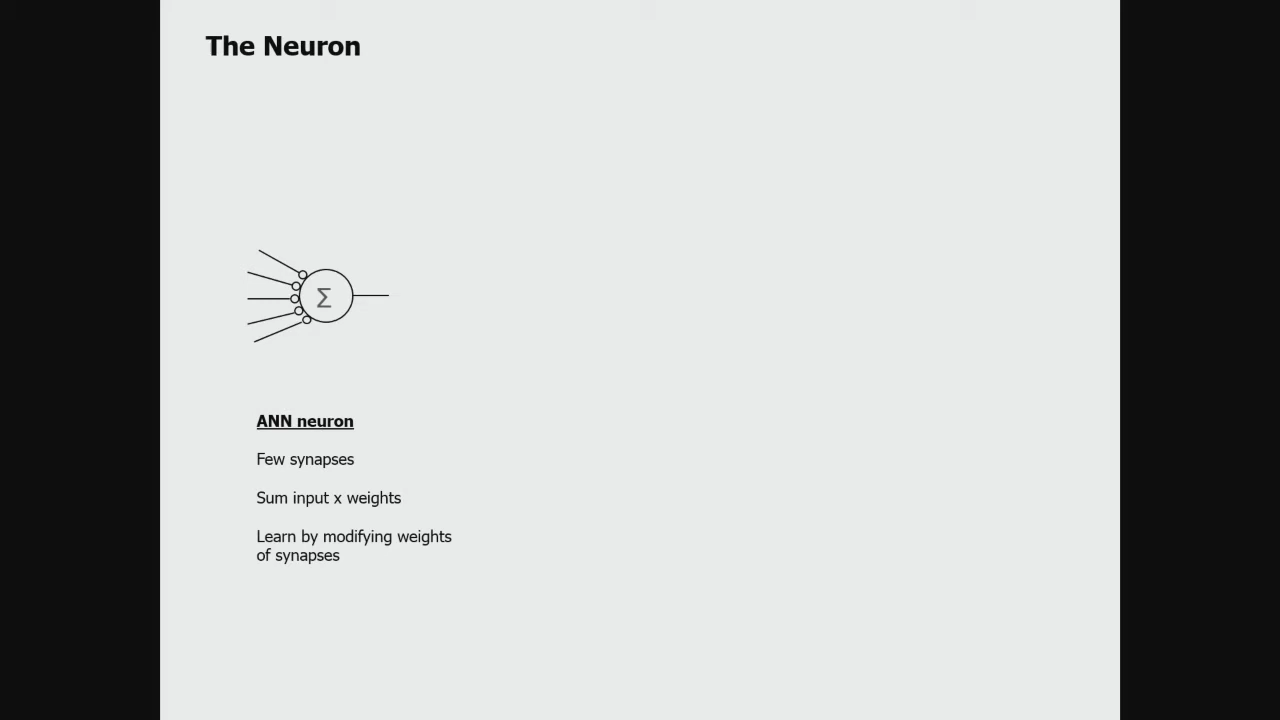 The Neuron
Σ
ANN neuron
Few synapses
Sum input x weights
Learn by modifying weights
of synapses